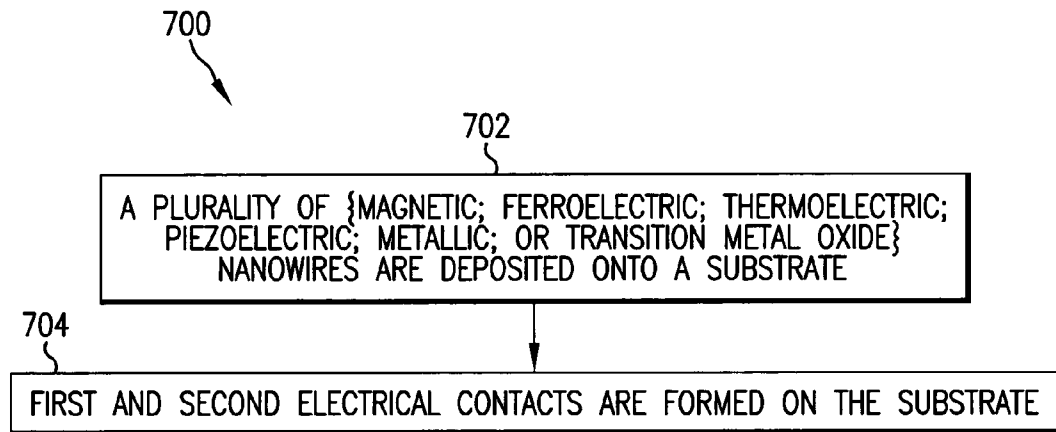 700
702
A PLURALITY OF {MAGNETIC; FERROELECTRIC; THERMOELECTRIC;
PIEZOELECTRIC; METALLIC; OR TRANSITION METAL OXIDE}
NANOWIRES ARE DEPOSITED ONTO A SUBSTRATE
704
FIRST AND SECOND ELECTRICAL CONTACTS ARE FORMED ON THE SUBSTRATE